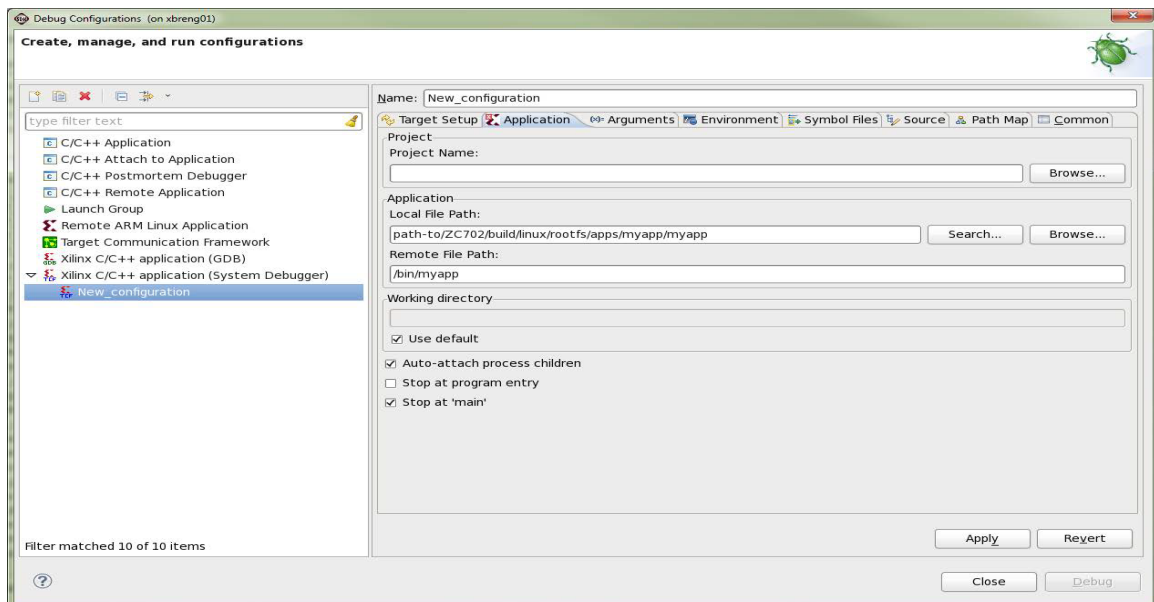 Debug Configurations (on xbreng01)
Create, manage, and run configurations
type filter text
C/C++ Application
C/C++ Attach to Application
C/C++ Postmortem Debugger
C/C++ Remote Application
Launch Group
Remote ARM Linux Application
Target Communication Framework
Xilinx C/C++ application (GDB)
Xilinx C/C++ application (System Debugger)
New_configuration
Filter matched 10 of 10 items
Name: New_configuration
Target Setup Application Arguments Environment Symbol Files Source Path Map Common
Project
Project Name:
Browse...
Application
Local File Path:
path-to/ZC702/build/linux/rootfs/apps/myapp/myapp Search... Browse...
Remote File Path:
/bin/myapp
Working directory
Use default
Auto-attach process children
Stop at program entry
Stop at 'main'
Apply Revert
? Close Debug